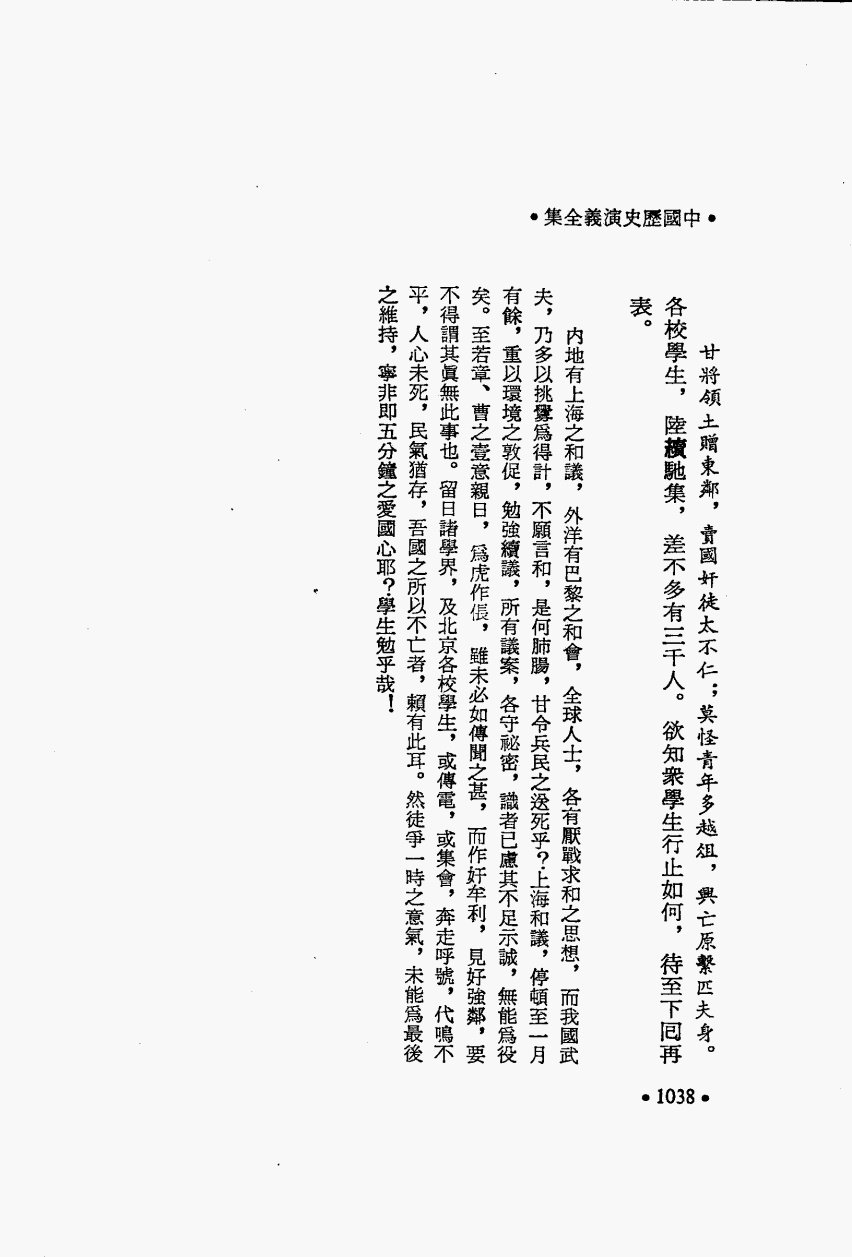 •中國歷史演義全集•
甘將領土贈東鄰，賣國奸徒太不仁；莫怪青年多越俎，興亡原繫匹夫身。
各校學生，陸續馳集，差不多有三千人。欲知衆學生行止如何，待至下囘再
表。
内地有上海之和議，外洋有巴黎之和會，全球人士，各有厭戰求和之思想，而我國武
夫，乃多以挑釁爲得計，不願言和，是何肺腸，甘令兵民之送死乎？上海和議，停頓至一月
有餘，重以環境之敦促，勉強續議，所有議案，各守祕密，識者已慮其不足示誠，無能爲役
矣。至若章、曹之壹意親日，爲虎作倀，雖未必如傳聞之甚，而作奸牟利，見好強鄰，要
不得謂其眞無此事也。留日諸學界，及北京各校學生，或傳電，或集會，奔走呼號，代鳴不
平，人心未死，民氣猶存，吾國之所以不亡者，賴有此耳。然徒爭一時之意氣，未能爲最後
之維持，寧非即五分鐘之愛國心耶？學生勉乎哉！
•1038•